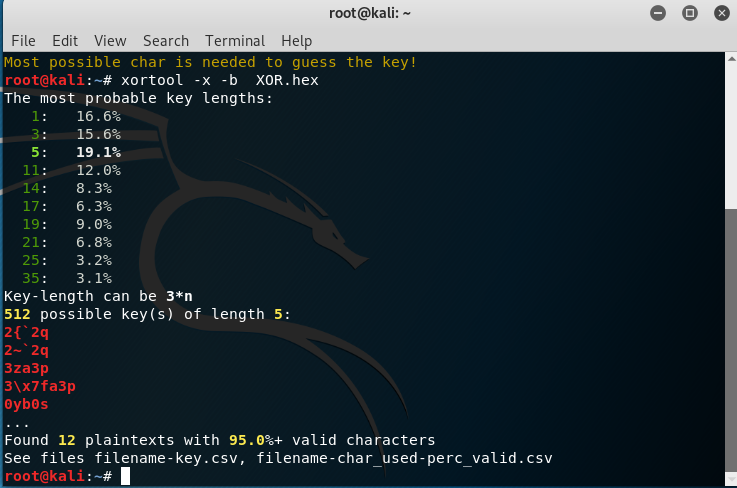 root@kali: ~
File Edit View Search Terminal Help
Most possible char is needed to guess the key!
root@kali:~# xortool -x -b  XOR.hex
The most probable key lengths:
   1:   16.6%
   3:   15.6%
   5:   19.1%
  11:   12.0%
  14:   8.3%
  17:   6.3%
  19:   9.0%
  21:   6.8%
  25:   3.2%
  35:   3.1%
Key-length can be 3*n
512 possible key(s) of length 5:
2{`2q
2~`2q
3za3p
3\x7fa3p
0yb0s
...
Found 12 plaintexts with 95.0%+ valid characters
See files filename-key.csv, filename-char_used-perc_valid.csv
root@kali:~#